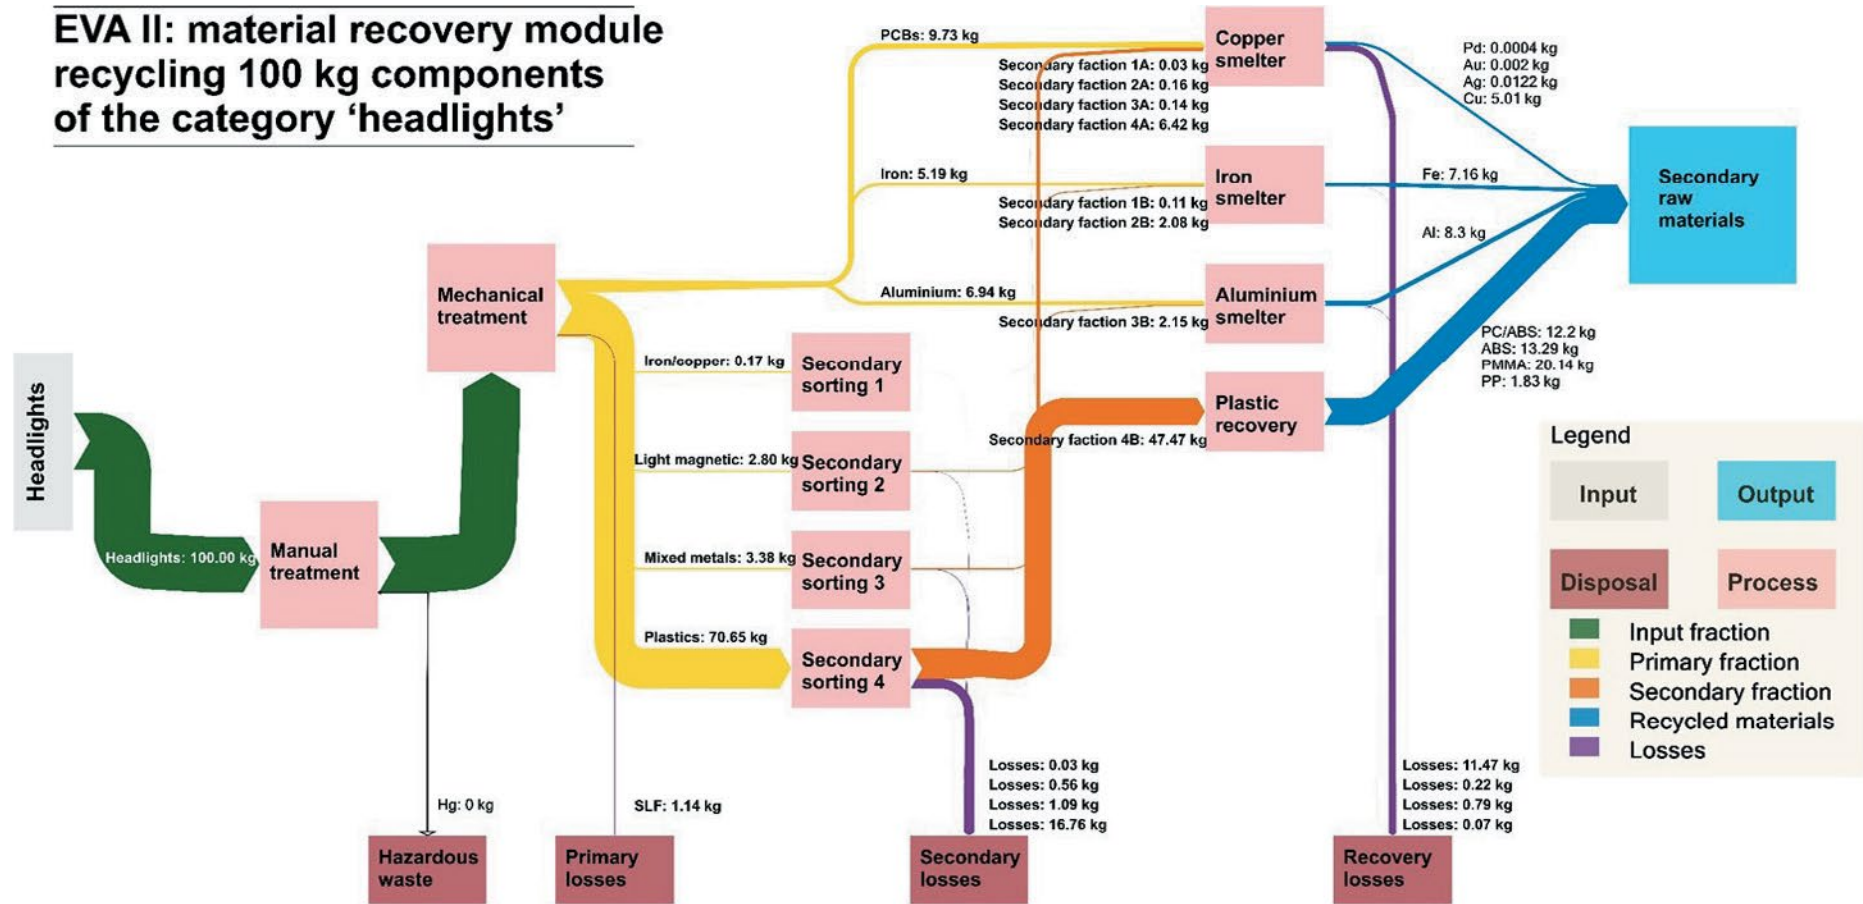 EVA II: material recovery module
recycling 100 kg components
of the category ‘headlights’
Headlights
Headlights: 100.00 kg
Manual
treatment
Mechanical
treatment
Hg: 0 kg
Hazardous
waste
SLF: 1.14 kg
Primary
losses
PCBs: 9.73 kg
Iron: 5.19 kg
Aluminium: 6.94 kg
Iron/copper: 0.17 kg
Light magnetic: 2.80 kg
Mixed metals: 3.38 kg
Plastics: 70.65 kg
Secondary
sorting 1
Secondary
sorting 2
Secondary
sorting 3
Secondary
sorting 4
Secondary faction 1A: 0.03 kg
Secondary faction 2A: 0.16 kg
Secondary faction 3A: 0.14 kg
Secondary faction 4A: 6.42 kg
Secondary faction 1B: 0.11 kg
Secondary faction 2B: 2.08 kg
Secondary faction 3B: 2.15 kg
Secondary faction 4B: 47.47 kg
Losses: 0.03 kg
Losses: 0.56 kg
Losses: 1.09 kg
Losses: 16.76 kg
Secondary
losses
Copper
smelter
Iron
smelter
Aluminium
smelter
Plastic
recovery
Pd: 0.0004 kg
Au: 0.002 kg
Ag: 0.0122 kg
Cu: 5.01 kg
Fe: 7.16 kg
Al: 8.3 kg
PC/ABS: 12.2 kg
ABS: 13.29 kg
PMMA: 20.14 kg
PP: 1.83 kg
Losses: 11.47 kg
Losses: 0.22 kg
Losses: 0.79 kg
Losses: 0.07 kg
Recovery
losses
Secondary
raw
materials
Legend
Input
Output
Disposal
Process
Input fraction
Primary fraction
Secondary fraction
Recycled materials
Losses